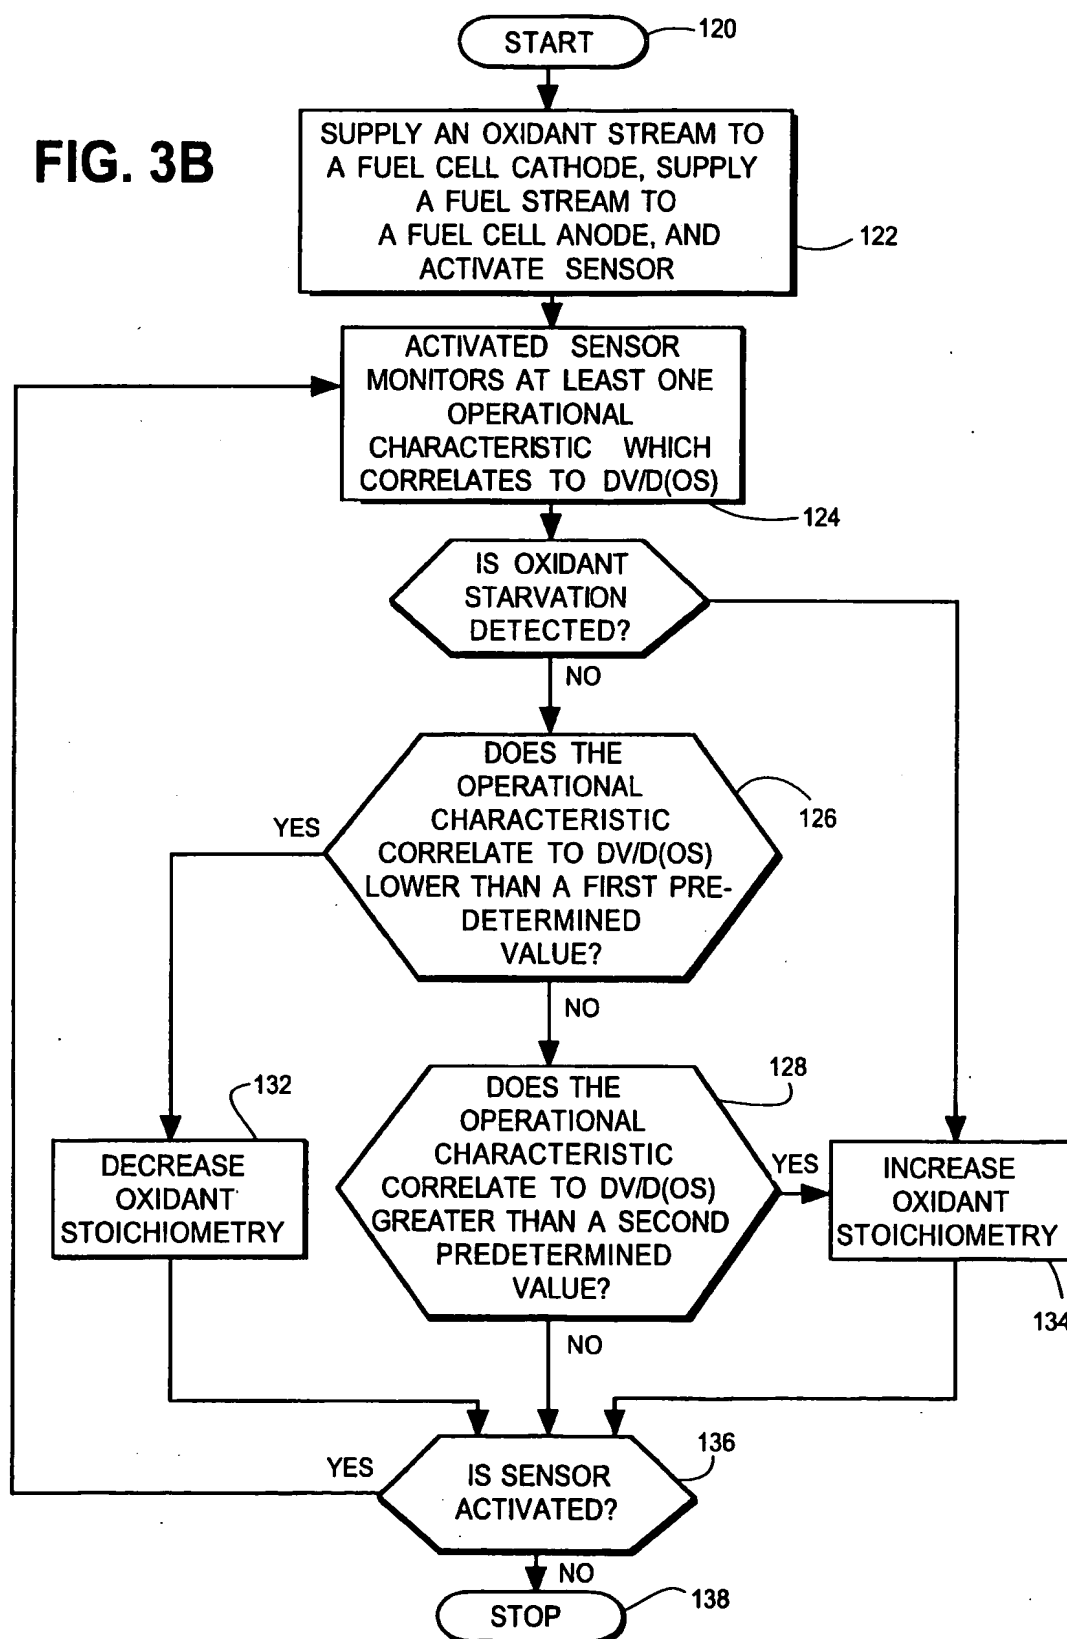 START
120
FIG. 3B
SUPPLY AN OXIDANT STREAM TO
A FUEL CELL CATHODE, SUPPLY
A FUEL STREAM TO
A FUEL CELL ANODE, AND
ACTIVATE SENSOR
122
ACTIVATED SENSOR
MONITORS AT LEAST ONE
OPERATIONAL
CHARACTERISTIC WHICH
CORRELATES TO DV/D(OS)
124
IS OXIDANT
STARVATION
DETECTED?
NO
DOES THE
OPERATIONAL
CHARACTERISTIC
CORRELATE TO DV/D(OS)
LOWER THAN A FIRST PRE-
DETERMINED
VALUE?
126
YES
NO
132
DECREASE
OXIDANT
STOICHIOMETRY
DOES THE
OPERATIONAL
CHARACTERISTIC
CORRELATE TO DV/D(OS)
GREATER THAN A SECOND
PREDETERMINED
VALUE?
128
YES
INCREASE
OXIDANT
STOICHIOMETRY
134
NO
YES
IS SENSOR
ACTIVATED?
136
NO
STOP
138